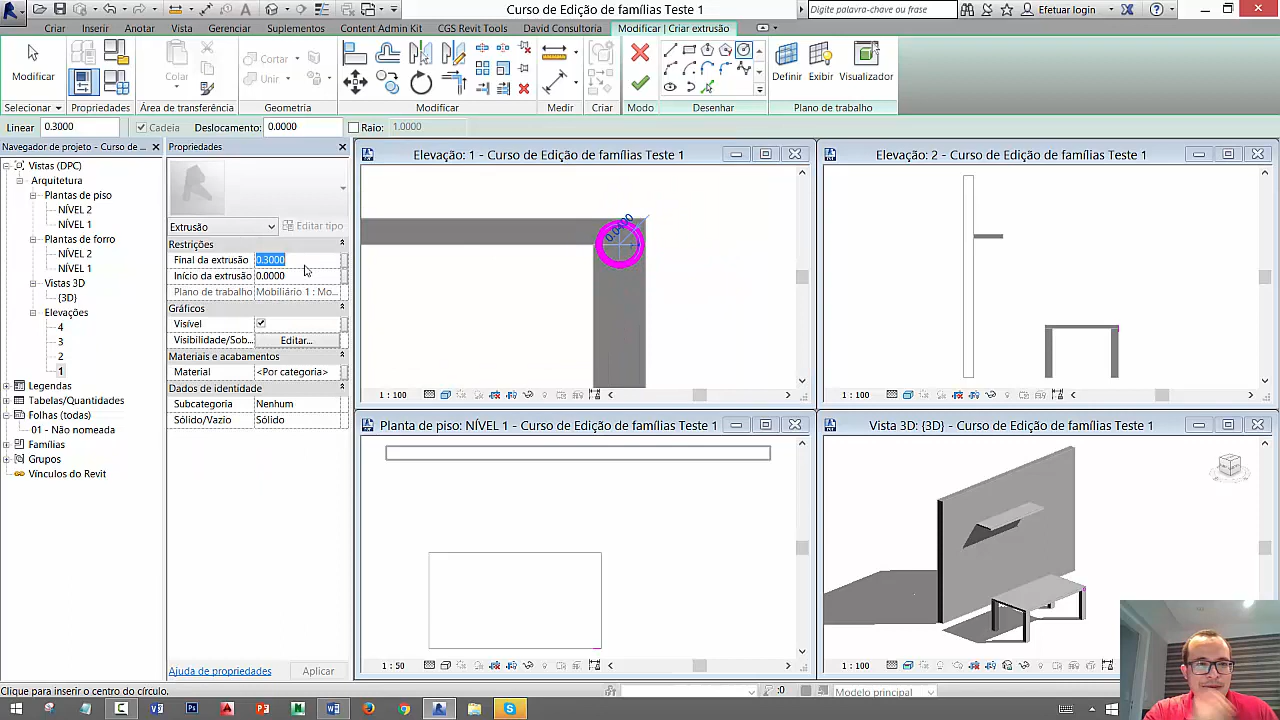 Curso de Edição de famílias Teste 1
Digite palavra-chave ou frase
Efetuar login
Criar
Inserir
Anotar
Vista
Gerenciar
Suplementos
Content Admin Kit
CGS Revit Tools
David Consultoria
Modificar | Criar extrusão
Modificar
Colar
Cortar
Unir
Definir
Exibir
Visualizador
Selecionar
Propriedades
Área de transferência
Geometria
Modificar
Medir
Criar
Modo
Desenhar
Plano de trabalho
Linear 0.3000
Cadeia
Deslocamento: 0.0000
Raio: 1.0000
Navegador de projeto - Curso de ...
Vistas (DPC)
Arquitetura
Plantas de piso
NÍVEL 2
NÍVEL 1
Plantas de forro
NÍVEL 2
NÍVEL 1
Vistas 3D
{3D}
Elevações
4
3
2
1
Legendas
Tabelas/Quantidades
Folhas (todas)
01 - Não nomeada
Famílias
Grupos
Vínculos do Revit
Propriedades
Extrusão
Editar tipo
Restrições
Final da extrusão 0.3000
Início da extrusão 0.0000
Plano de trabalho Mobiliário 1 : Mo...
Gráficos
Visível
Visibilidade/Sob... Editar...
Materiais e acabamentos
Material <Por categoria>
Dados de identidade
Subcategoria Nenhum
Sólido/Vazio Sólido
Ajuda de propriedades
Aplicar
Elevação: 1 - Curso de Edição de famílias Teste 1
1 : 100
Elevação: 2 - Curso de Edição de famílias Teste 1
1 : 100
Planta de piso: NÍVEL 1 - Curso de Edição de famílias Teste 1
1 : 50
Vista 3D: {3D} - Curso de Edição de famílias Teste 1
1 : 100
Clique para inserir o centro do círculo.
:0
Modelo principal